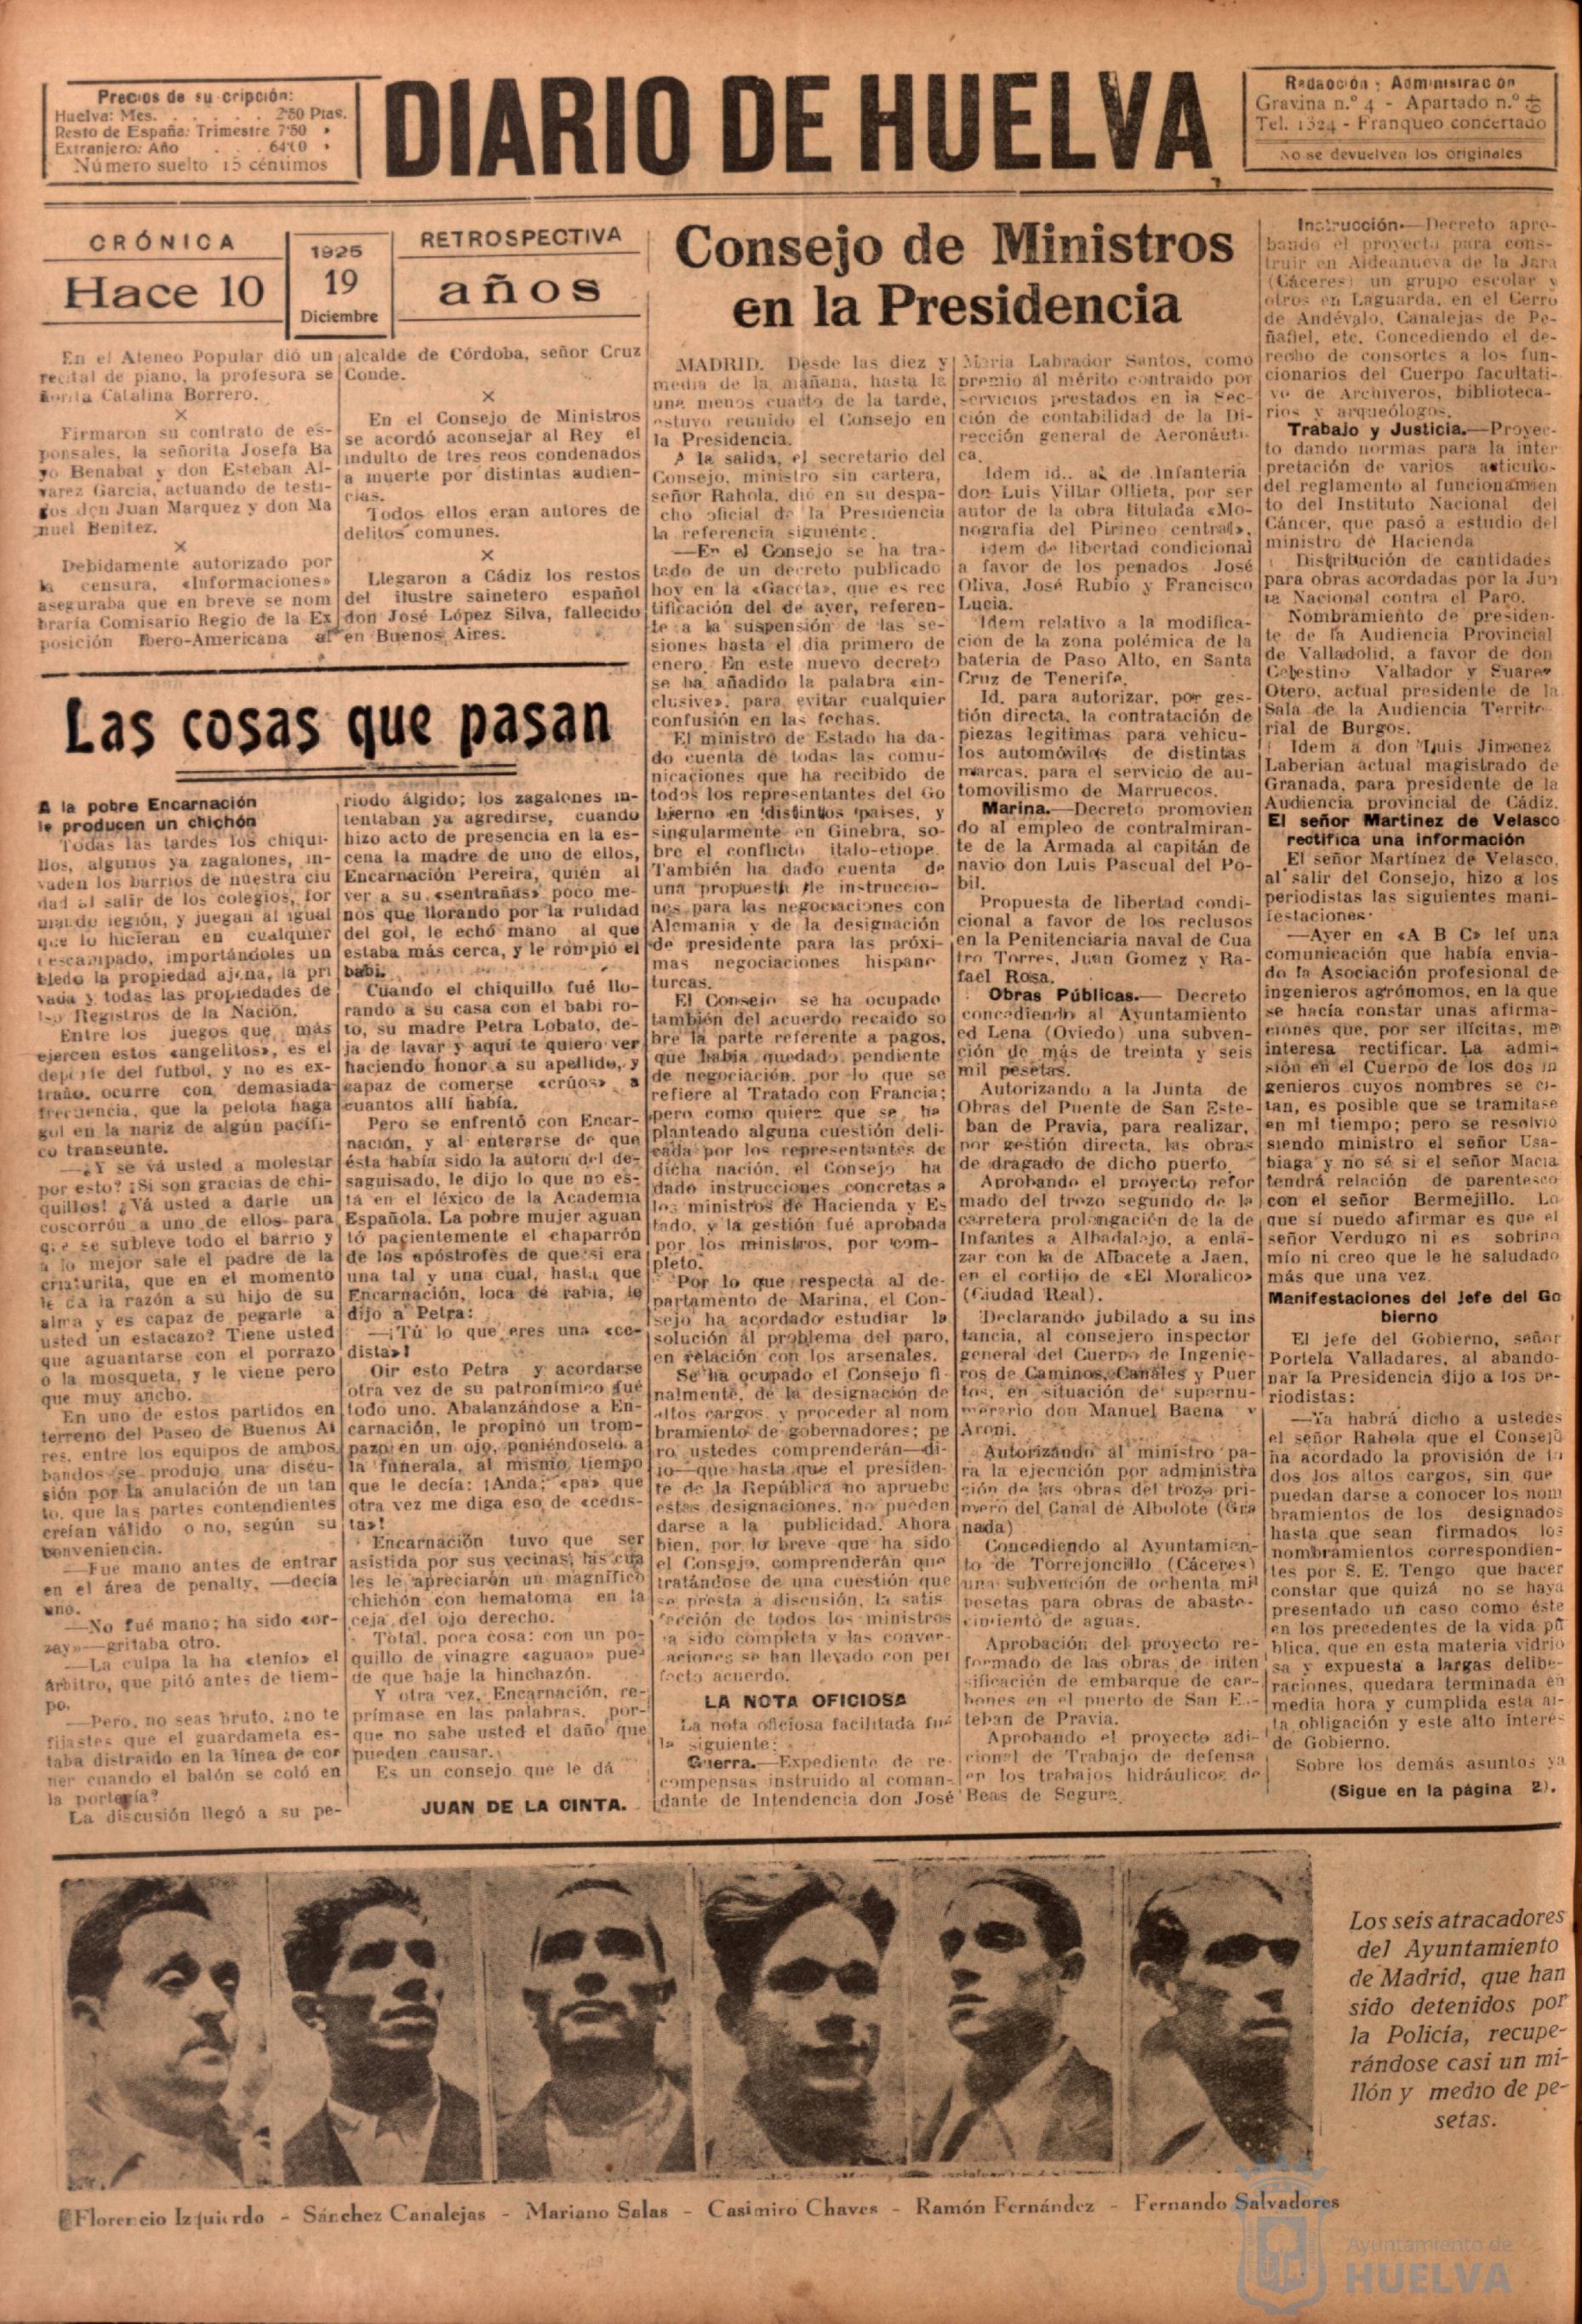 Precios de su cripción:
Huelva: Mes. . . . . . 2'50 Ptas.
Resto de España: Trimestre 7'50 »
Extranjero: Año . . . 64'00 »
Número suelto 15 céntimos
DIARIO DE HUELVA
Redacción y Administración
Gravina n.º 4 - Apartado n.º
Tel. 1324 - Franqueo concertado
No se devuelven los originales
CRÓNICA
Hace 10
1925
19
Diciembre
RETROSPECTIVA
años
En el Ateneo Popular dió un
recital de piano, la profesora se
ñorita Catalina Borrero.
×
Firmaron su contrato de es-
ponsales, la señorita Josefa Ba
yo Benabat y don Esteban Al-
varez García, actuando de testi-
gos don Juan Marquez y don Ma
nuel Benitez.
×
Debidamente autorizado por
la censura, «Informaciones»
aseguraba que en breve se nom
braría Comisario Regio de la Ex
posición Ibero-Americana al
alcalde de Córdoba, señor Cruz
Conde.
×
En el Consejo de Ministros
se acordó aconsejar al Rey el
indulto de tres reos condenados
a muerte por distintas audien-
cias.
Todos ellos eran autores de
delitos comunes.
×
Llegaron a Cádiz los restos
del ilustre sainetero español
don José López Silva, fallecido
en Buenos Aires.
Las cosas que pasan
A la pobre Encarnación
le producen un chichón
Todas las tardes los chiqui-
llos, algunos ya zagalones, in-
vaden los barrios de nuestra ciu
dad al salir de los colegios, for
mando legión, y juegan al igual
que lo hicieran en cualquier
descampado, importándoles un
bledo la propiedad ajena, la pri
vada y todas las propiedades de
los Registros de la Nación.
Entre los juegos que más
ejercen estos «angelitos», es el
deporte del futbol, y no es ex-
traño, ocurre con demasiada
frecuencia, que la pelota haga
gol en la nariz de algún pacífi-
co transeunte.
—¿Y se vá usted a molestar
por esto? ¡Si son gracias de chi-
quillos! ¿Vá usted a darle un
coscorrón a uno de ellos para
que se subleve todo el barrio y
a lo mejor sale el padre de la
criaturita, que en el momento
le da la razón a su hijo de su
alma y es capaz de pegarle a
usted un estacazo? Tiene usted
que aguantarse con el porrazo
o la mosqueta, y le viene pero
que muy ancho.
En uno de estos partidos en
terreno del Paseo de Buenos Ai
res, entre los equipos de ambos
bandos se produjo una discu-
sión por la anulación de un tan
to, que las partes contendientes
creían válido o no, según su
conveniencia.
—Fue mano antes de entrar
en el área de penalty, —decía
uno.
—No fué mano; ha sido «or-
zay»—gritaba otro.
—La culpa la ha «tenío» el
árbitro, que pitó antes de tiem-
po.
—Pero, no seas bruto, ¿no te
fijastes que el guardameta es-
taba distraido en la línea de cor
ner cuando el balón se coló en
la portería?
La discusión llegó a su pe-
riodo álgido; los zagalones in-
tentaban ya agredirse, cuando
hizo acto de presencia en la es-
cena la madre de uno de ellos,
Encarnación Pereira, quién al
ver a su «sentrañas» poco me-
nos que llorando por la rulidad
del gol, le echó mano al que
estaba más cerca, y le rompió el
babi.
Cuando el chiquillo fué llo-
rando a su casa con el babi ro-
to, su madre Petra Lobato, de-
ja de lavar y aquí te quiero ver
haciendo honor a su apellido, y
capaz de comerse «crúos» a
cuantos allí había.
Pero se enfrentó con Encar-
nación, y al enterarse de que
ésta había sido la autora del de-
saguisado, le dijo lo que no es-
tá en el léxico de la Academia
Española. La pobre mujer aguan
tó pacientemente el chaparrón
de los apóstrofes de que si era
una tal y una cual, hasta que
Encarnación, loca de rabia, le
dijo a Petra:
—¡Tú lo que eres una «ce-
dista»!
Oir esto Petra y acordarse
otra vez de su patronímico fué
todo uno. Abalanzándose a En-
carnación, le propinó un trom-
pazo en un ojo, poniéndoselo a
la funerala, al mismo tiempo
que le decía: ¡Anda; «pa» que
otra vez me diga eso de «cedis-
ta»!
Encarnación tuvo que ser
asistida por sus vecinas, las cua
les le apreciaron un magnífico
chichón con hematoma en la
ceja del ojo derecho.
Total, poca cosa: con un po-
quillo de vinagre «aguao» pue-
de que baje la hinchazón.
Y otra vez, Encarnación, re-
prímase en las palabras, por-
que no sabe usted el daño que
pueden causar.
Es un consejo que le dá
JUAN DE LA CINTA.
Consejo de Ministros
en la Presidencia
MADRID. Desde las diez y
media de la mañana, hasta la
una menos cuarto de la tarde,
estuvo reunido el Consejo en
la Presidencia.
A la salida, el secretario del
Consejo, ministro sin cartera,
señor Rahola, dió en su despa-
cho oficial de la Presidencia
la referencia siguiente:
—En el Consejo se ha tra-
tado de un decreto publicado
hoy en la «Gaceta», que es rec
tificación del de ayer, referen-
te a la suspensión de las se-
siones hasta el día primero de
enero. En este nuevo decreto
se ha añadido la palabra «in-
clusive», para evitar cualquier
confusión en las fechas.
El ministro de Estado ha da-
do cuenta de todas las comu-
nicaciones que ha recibido de
todos los representantes del Go
bierno en distintos paises, y
singularmente en Ginebra, so-
bre el conflicto italo-etiope.
También ha dado cuenta de
una propuesta de instruccio-
nes para las negociaciones con
Alemania y de la designación
de presidente para las próxi-
mas negociaciones hispano
turcas.
El Consejo se ha ocupado
también del acuerdo recaido so
bre la parte referente a pagos,
que había quedado pendiente
de negociación, por lo que se
refiere al Tratado con Francia;
pero como quiera que se ha
planteado alguna cuestión deli-
cada por los representantes de
dicha nación, el Consejo ha
dado instrucciones concretas a
los ministros de Hacienda y Es
tado, y la gestión fué aprobada
por los ministros, por com-
pleto.
Por lo que respecta al de-
partamento de Marina, el Con-
sejo ha acordado estudiar la
solución al problema del paro,
en relación con los arsenales.
Se ha ocupado el Consejo fi-
nalmente, de la designación de
altos cargos y proceder al nom
bramiento de gobernadores; pe
ro ustedes comprenderán—di-
jo—que hasta que el presiden-
te de la República no apruebe
estas designaciones, no pueden
darse a la publicidad. Ahora
bien, por lo breve que ha sido
el Consejo, comprenderán que
tratándose de una cuestión que
se presta a discusión, la satis
facción de todos los ministros
ha sido completa y las conver-
saciones se han llevado con per
fecto acuerdo.
LA NOTA OFICIOSA
La nota oficiosa facilitada fué
la siguiente:
Guerra.—Expediente de re-
compensas instruido al coman-
dante de Intendencia don José
María Labrador Santos, como
premio al mérito contraido por
servicios prestados en la Sec-
ción de contabilidad de la Di-
rección general de Aeronáuti-
ca.
Idem id., al de Infantería
don Luis Villar Ollieta, por ser
autor de la obra titulada «Mo-
nografía del Pirineo central»,
idem de libertad condicional
a favor de los penados José
Oliva, José Rubio y Francisco
Lucia.
Idem relativo a la modifica-
ción de la zona polémica de la
batería de Paso Alto, en Santa
Cruz de Tenerife.
Id. para autorizar, por ges-
tión directa, la contratación de
piezas legítimas para vehícu-
los automóviles de distintas
marcas, para el servicio de au-
tomovilismo de Marruecos.
Marina.—Decreto promovien
do al empleo de contralmiran-
te de la Armada al capitán de
navio don Luis Pascual del Po-
bil.
Propuesta de libertad condi-
cional a favor de los reclusos
en la Penitenciaria naval de Cua
tro Torres, Juan Gomez y Ra-
fael Rosa.
Obras Públicas.— Decreto
concediendo al Ayuntamiento
ed Lena (Oviedo) una subven-
ción de más de treinta y seis
mil pesetas.
Autorizando a la Junta de
Obras del Puente de San Este-
ban de Pravia, para realizar,
por gestión directa, las obras
de dragado de dicho puerto.
Aprobando el proyecto refor
mado del trozo segundo de la
carretera prolongación de la de
Infantes a Albadalejo, a enla-
zar con la de Albacete a Jaen,
en el cortijo de «El Moralico»
(Ciudad Real).
Declarando jubilado a su ins
tancia, al consejero inspector
general del Cuerpo de Ingenie-
ros de Caminos, Canales y Puer
tos, en situación de supernu-
merario don Manuel Baena y
Aroni.
Autorizando al ministro pa-
ra la ejecución por administra
ción de las obras del trozo pri-
mero del Canal de Albolote (Gra
nada)
Concediendo al Ayuntamien-
to de Torrejoncillo (Cáceres)
una subvención de ochenta mil
pesetas para obras de abaste-
cimiento de aguas.
Aprobación del proyecto re-
formado de las obras de inten
sificación de embarque de car-
bones en el puerto de San Es-
teban de Pravia.
Aprobando el proyecto adi-
cional de Trabajo de defensa
en los trabajos hidráulicos de
Beas de Segura.
Instrucción.—Decreto apro-
bando el proyecto para cons-
truir en Aldeanueva de la Jara
(Cáceres) un grupo escolar y
otros en Laguarda, en el Cerro
de Andévalo, Canalejas de Pe-
ñafiel, etc. Concediendo el de-
recho de consortes a los fun-
cionarios del Cuerpo facultati-
vo de Archiveros, biblioteca-
rios y arqueólogos.
Trabajo y Justicia.—Proyec-
to dando normas para la inter
pretación de varios articulo-
del reglamento al funcionamien
to del Instituto Nacional del
Cáncer, que pasó a estudio del
ministro de Hacienda
Distribución de cantidades
para obras acordadas por la Jun
ta Nacional contra el Paro.
Nombramiento de presiden-
te de la Audiencia Provincial
de Valladolid, a favor de don
Celestino Vallador y Suarez
Otero, actual presidente de la
Sala de la Audiencia Territo-
rial de Burgos.
Idem a don Luis Jimenez
Laberian actual magistrado de
Granada, para presidente de la
Audiencia provincial de Cádiz.
El señor Martinez de Velasco
rectifica una información
El señor Martínez de Velasco,
al salir del Consejo, hizo a los
periodistas las siguientes mani-
festaciones:
—Ayer en «A B C» leí una
comunicación que había envia-
do la Asociación profesional de
ingenieros agrónomos, en la que
se hacía constar unas afirma-
ciones que, por ser ilícitas, me
interesa rectificar. La admi-
sión en el Cuerpo de los dos in
genieros cuyos nombres se ci-
tan, es posible que se tramitase
en mi tiempo; pero se resolvió
siendo ministro el señor Usa-
biaga y no sé si el señor Macia
tendrá relación de parentesco
con el señor Bermejillo. Lo
que sí puedo afirmar es que el
señor Verdugo ni es sobrino
mío ni creo que le he saludado
más que una vez.
Manifestaciones del Jefe del Go
bierno
El jefe del Gobierno, señor
Portela Valladares, al abando-
nar la Presidencia dijo a los pe-
riodistas:
—Ya habrá dicho a ustedes
el señor Rahola que el Consejo
ha acordado la provisión de to
dos los altos cargos, sin que
puedan darse a conocer los nom
bramientos de los designados
hasta que sean firmados los
nombramientos correspondien-
tes por S. E. Tengo que hacer
constar que quizá no se haya
presentado un caso como éste
en los precedentes de la vida pú
blica, que en esta materia vidrio
sa y expuesta a largas delibe-
raciones, quedara terminada en
media hora y cumplida esta al-
ta obligación y este alto interés
de Gobierno.
Sobre los demás asuntos ya
(Sigue en la página 2).
Los seis atracadores
del Ayuntamiento
de Madrid, que han
sido detenidos por
la Policía, recupe-
rándose casi un mi-
llón y medio de pe-
setas.
Florencio Izquierdo - Sánchez Canalejas - Mariano Salas - Casimiro Chaves - Ramón Fernández - Fernando Salvadores
Ayuntamiento de
HUELVA